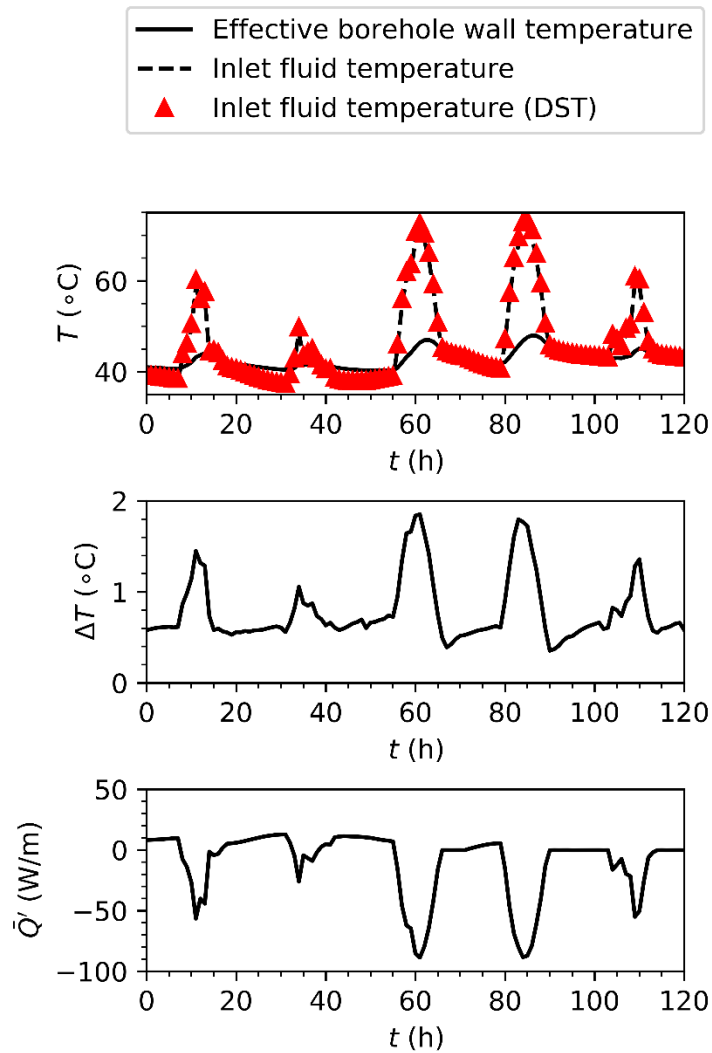 Effective borehole wall temperature
Inlet fluid temperature
Inlet fluid temperature (DST)
T (∘C)
60
40
0 20 40 60 80 100 120
t (h)
ΔT (∘C)
2
1
0
0 20 40 60 80 100 120
t (h)
Q̄′ (W/m)
50
0
−50
−100
0 20 40 60 80 100 120
t (h)